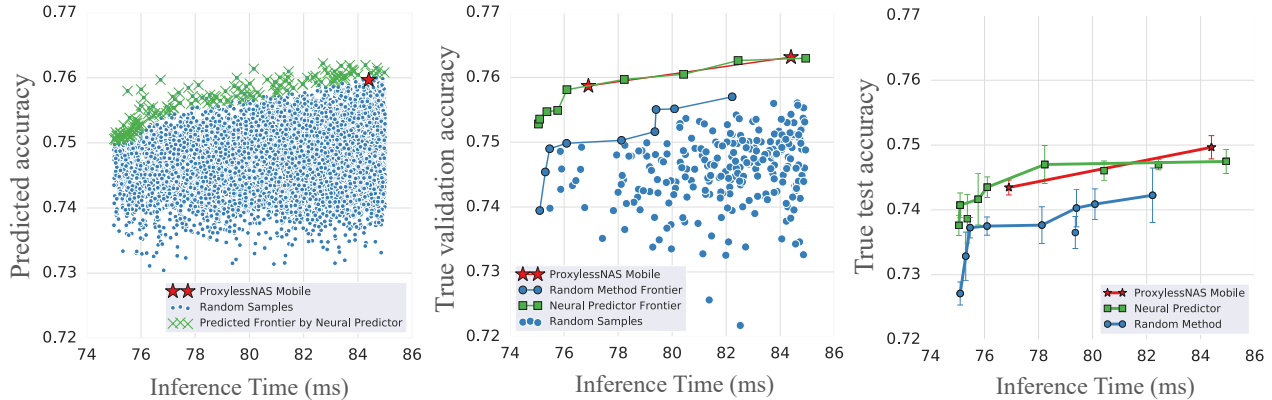 0.77
0.76
0.75
0.74
0.73
0.72
74
76
78
80
82
84
86
Predicted accuracy
Inference Time (ms)
ProxylessNAS Mobile
Random Samples
Predicted Frontier by Neural Predictor
0.77
0.76
0.75
0.74
0.73
0.72
74
76
78
80
82
84
86
True validation accuracy
Inference Time (ms)
ProxylessNAS Mobile
Random Method Frontier
Neural Predictor Frontier
Random Samples
0.77
0.76
0.75
0.74
0.73
0.72
74
76
78
80
82
84
86
True test accuracy
Inference Time (ms)
ProxylessNAS Mobile
Neural Predictor
Random Method